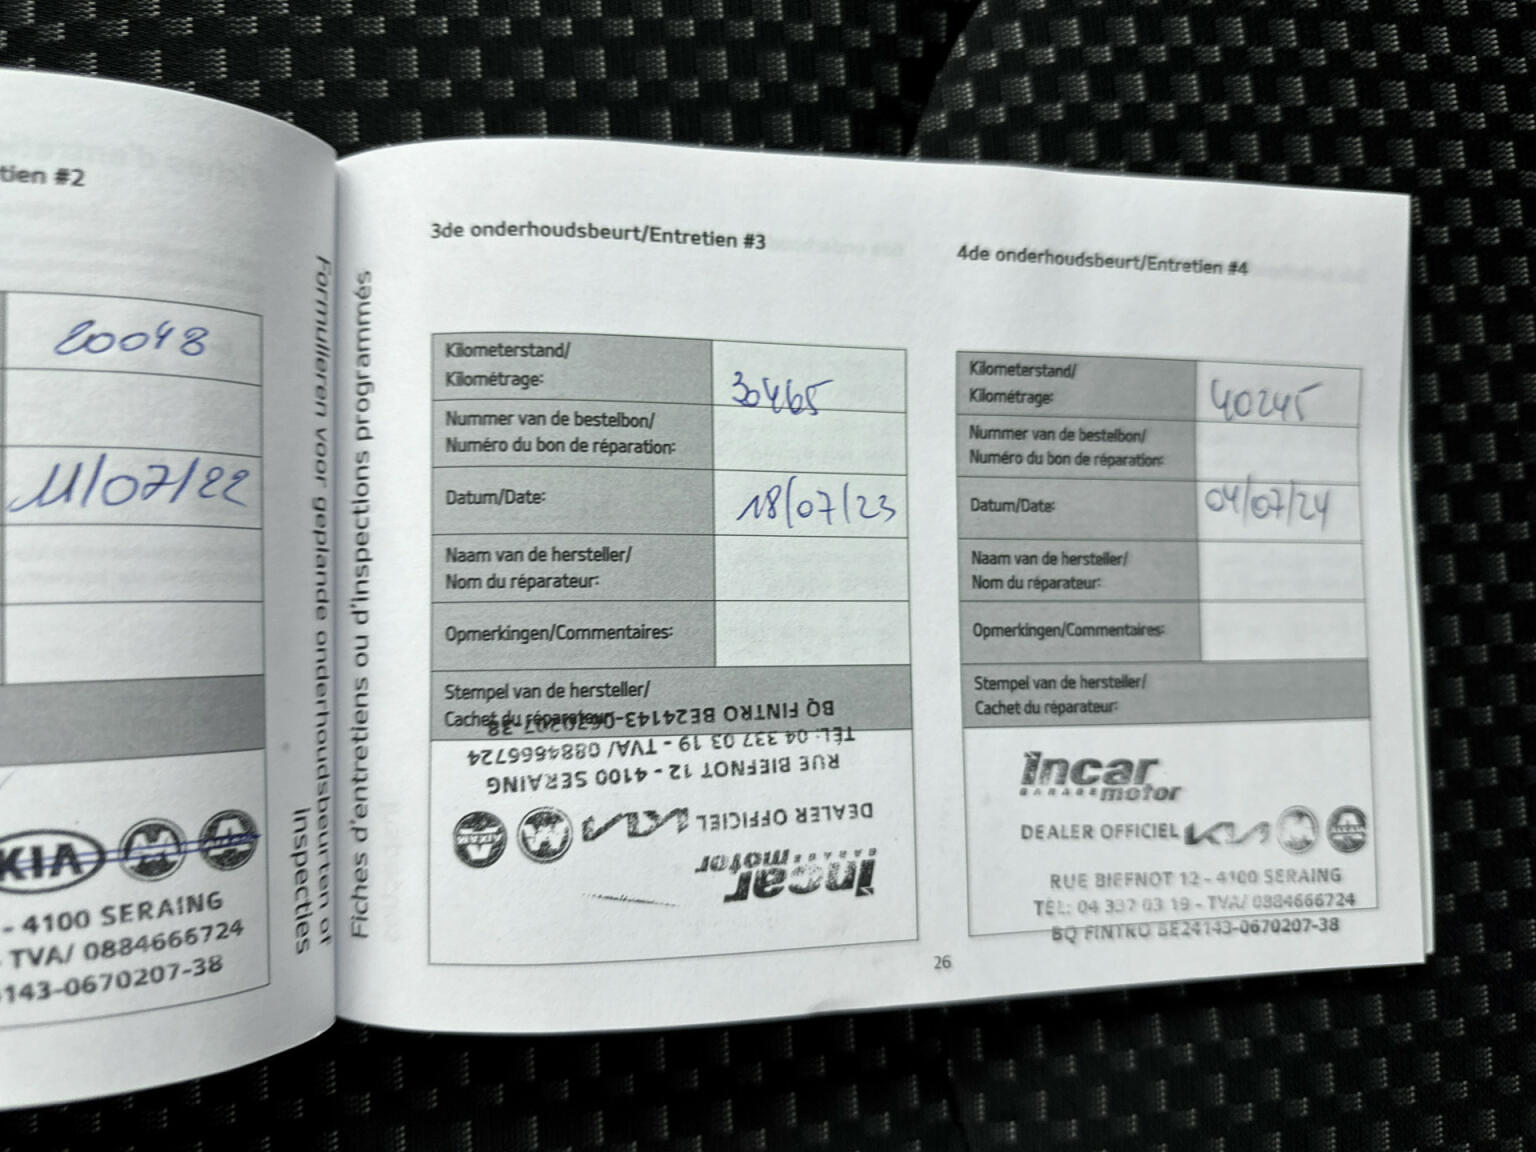 tien #2
20048
11/07/22
KIA
- 4100 SERAING
- TVA/ 0884666724
143-0670207-38
Formulieren voor geplande onderhoudsbeurten of
inspecties
Fiches d'entretiens ou d'inspections programmés
3de onderhoudsbeurt/Entretien #3
Kilometerstand/
Kilométrage:
30465
Nummer van de bestelbon/
Numéro du bon de réparation:
Datum/Date:
18/07/23
Naam van de hersteller/
Nom du réparateur:
Opmerkingen/Commentaires:
Stempel van de hersteller/
Cachet du réparateur:
incar
GARAGE motor
DEALER OFFICIEL KIA
RUE BIEFNOT 12 - 4100 SERAING
TÉL: 04 337 03 19 - TVA/ 0884666724
BQ FINTRO BE24143-0670207-38
4de onderhoudsbeurt/Entretien #4
Kilometerstand/
Kilométrage:
40245
Nummer van de bestelbon/
Numéro du bon de réparation:
Datum/Date:
04/07/24
Naam van de hersteller/
Nom du réparateur:
Opmerkingen/Commentaires:
Stempel van de hersteller/
Cachet du réparateur:
incar
GARAGE motor
DEALER OFFICIEL KIA
RUE BIEFNOT 12 - 4100 SERAING
TÉL: 04 337 03 19 - TVA/ 0884666724
BQ FINTRO BE24143-0670207-38
26